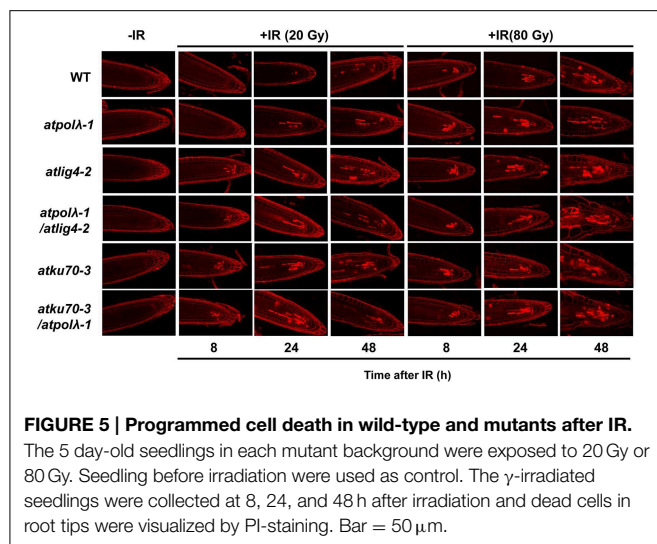 -IR +IR (20 Gy) +IR(80 Gy)
WT
atpolλ-1
atlig4-2
atpolλ-1
/atlig4-2
atku70-3
atku70-3
/atpolλ-1
8 24 48 8 24 48
Time after IR (h)
FIGURE 5 | Programmed cell death in wild-type and mutants after IR.
The 5 day-old seedlings in each mutant background were exposed to 20 Gy or
80 Gy. Seedling before irradiation were used as control. The γ-irradiated
seedlings were collected at 8, 24, and 48 h after irradiation and dead cells in
root tips were visualized by PI-staining. Bar = 50 μm.